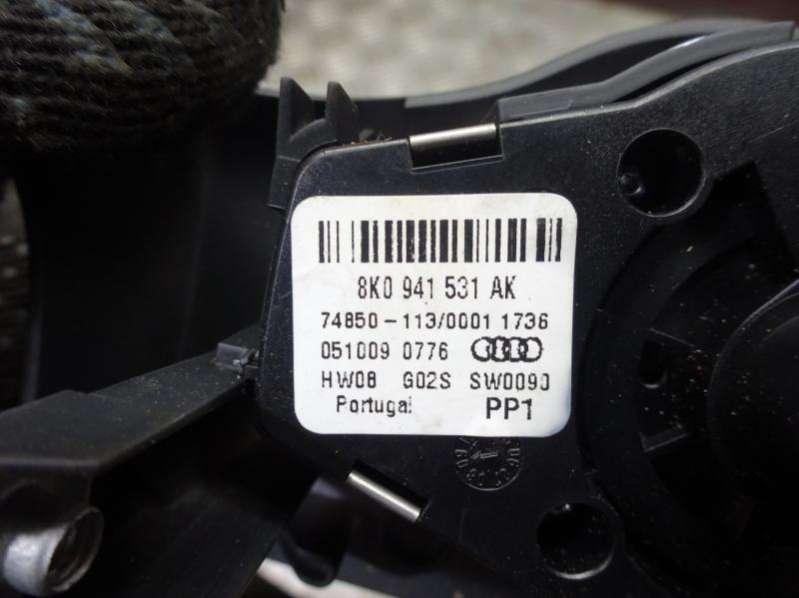 8K0 941 531 AK
74850-113/0001 1736
051009 0776
HW08 G02S SW0090
Portugal PP1